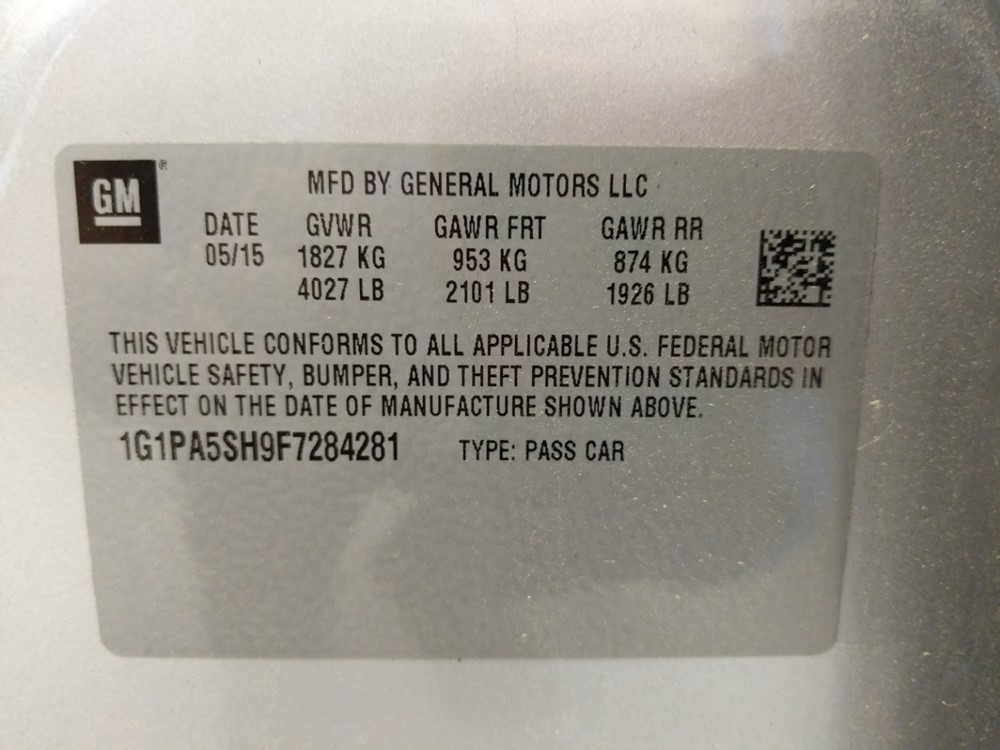 GM®
MFD BY GENERAL MOTORS LLC
DATE GVWR GAWR FRT GAWR RR
05/15 1827 KG 953 KG 874 KG
4027 LB 2101 LB 1926 LB
THIS VEHICLE CONFORMS TO ALL APPLICABLE U.S. FEDERAL MOTOR
VEHICLE SAFETY, BUMPER, AND THEFT PREVENTION STANDARDS IN
EFFECT ON THE DATE OF MANUFACTURE SHOWN ABOVE.
1G1PA5SH9F7284281 TYPE: PASS CAR